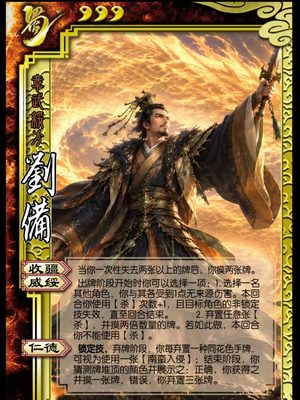 蜀
章武
劉備
收疆
当你一次性失去两张以上的牌后，你摸两张牌。
威绥
出牌阶段开始时你可以选择一项：1.选择一名
其他角色，你与其各受到1点无来源伤害。本回
合你使用【杀】次数+1，且目标角色的非锁定
技失效，直至回合结束。 2.弃置任意张【
杀】，并摸两倍数量的牌。若如此做，本回合
你不能使用【杀】。
仁德
锁定技，弃牌阶段，你每弃置一种同花色手牌，
可视为使用一张【南蛮入侵】；结束阶段，你
猜测牌堆顶的颜色并展示之：正确，你获得之
并摸一张牌，错误，你弃置三张牌。